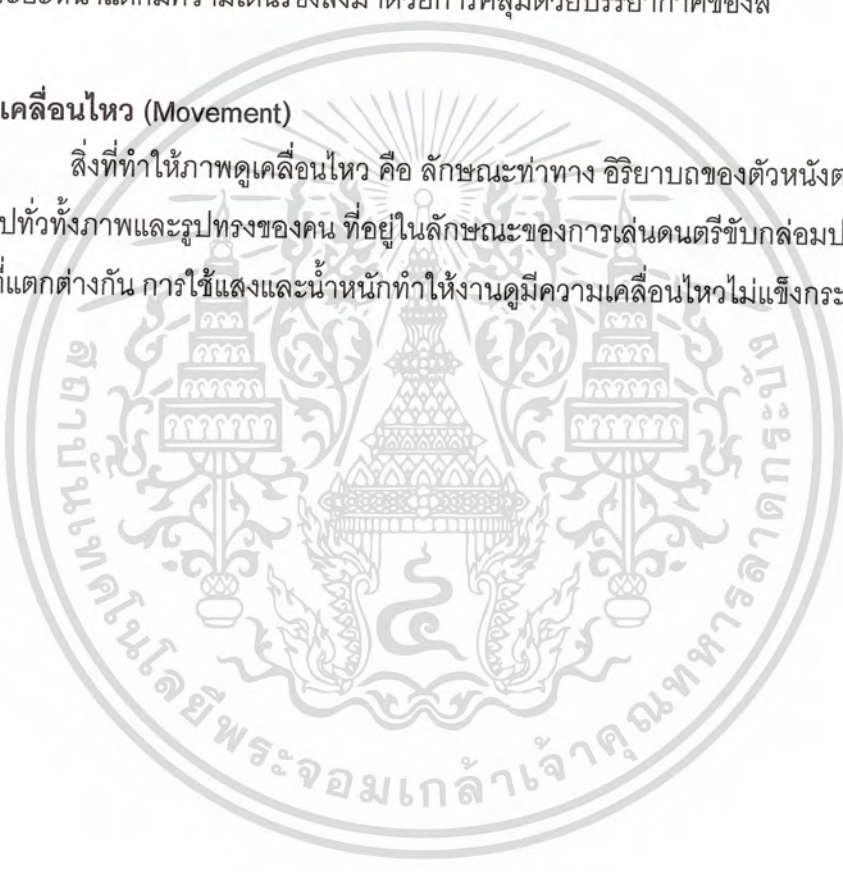 เคลื่อนไหว (Movement)
สิ่งที่ทำให้ภาพดูเคลื่อนไหว คือ ลักษณะท่าทาง อิริยาบถของตัวหนังต
ปทั่วทั้งภาพและรูปทรงของคน ที่อยู่ในลักษณะของการเล่นดนตรีขับกล่อมป
ที่แตกต่างกัน การใช้แสงและน้ำหนักทำให้งานดูมีความเคลื่อนไหวไม่แข็งกระ
สถาบันเทคโนโลยีพระจอมเกล้าเจ้าคุณทหารลาดกระบัง